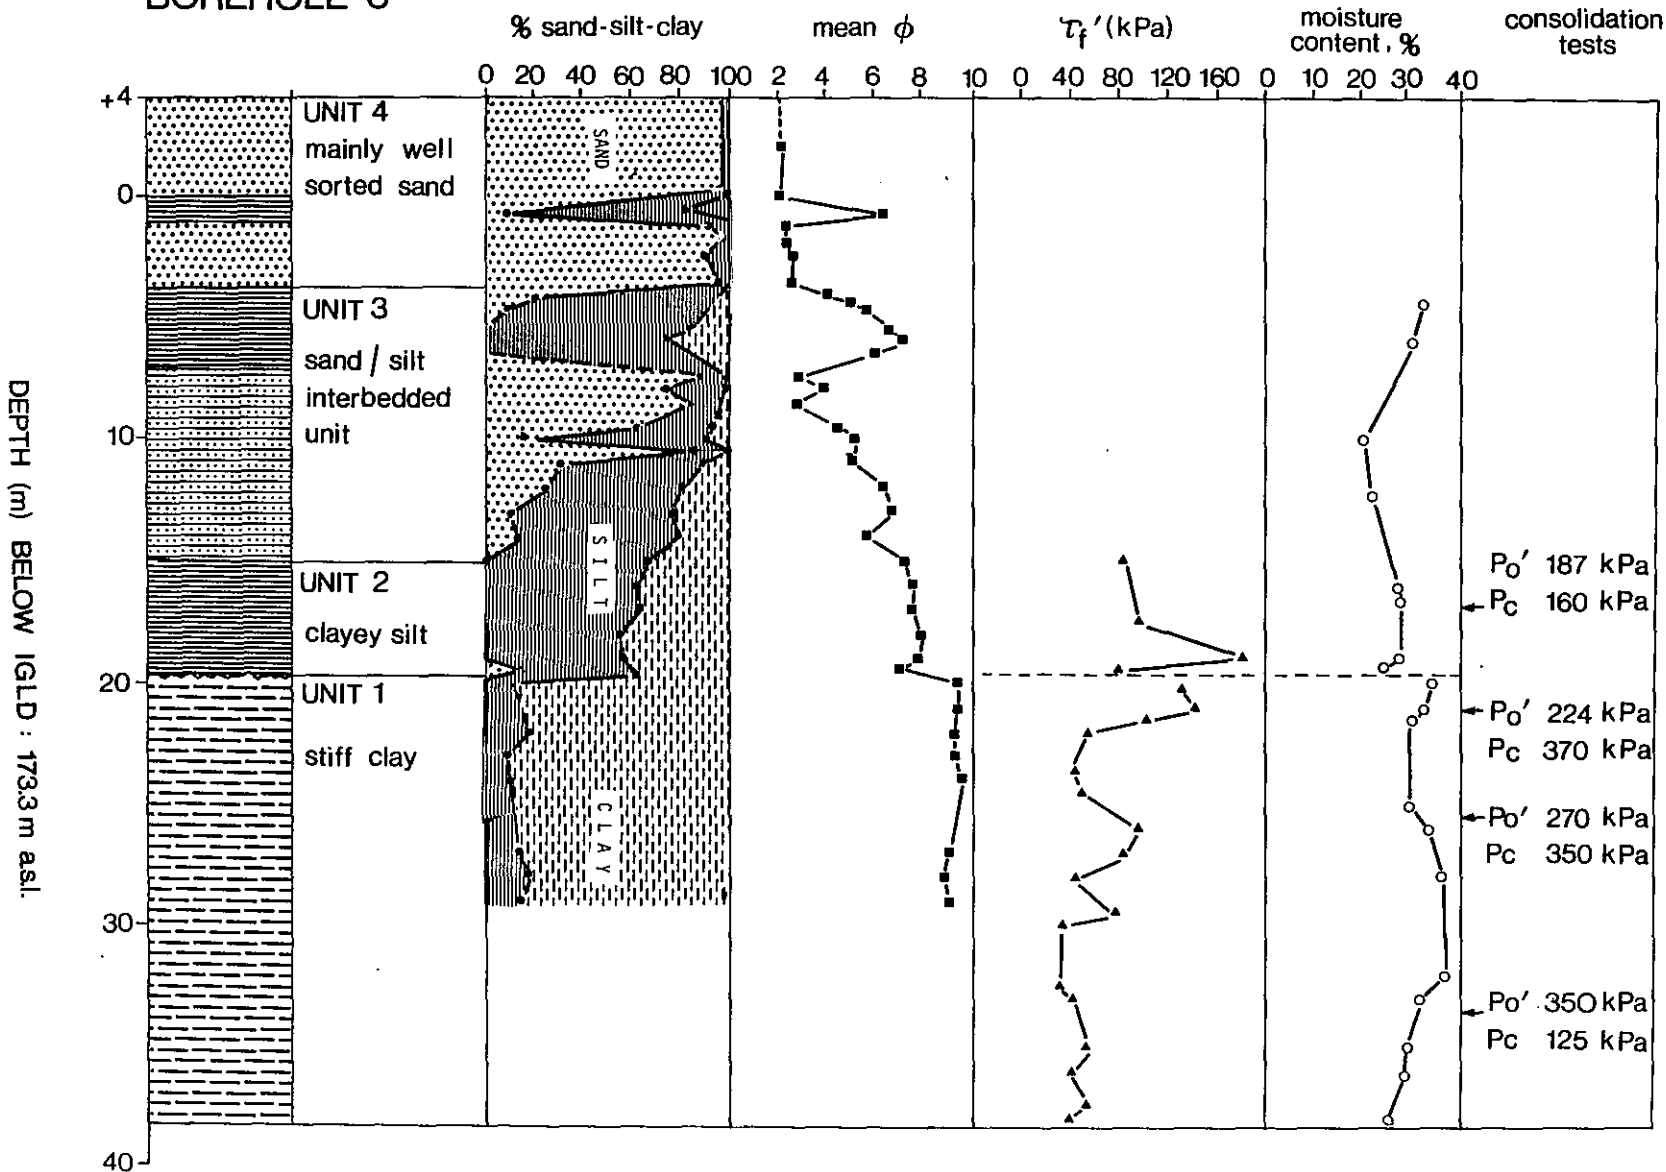 % sand-silt-clay
mean ϕ
τf′ (kPa)
moisture
content, %
consolidation
tests
0 20 40 60 80 100
2 4 6 8 10
0 40 80 120 160
0 10 20 30 40
+4
0
10
20
30
40
DEPTH (m) BELOW IGLD : 173.3 m a.s.l.
UNIT 4
mainly well
sorted sand
UNIT 3
sand / silt
interbedded
unit
UNIT 2
clayey silt
UNIT 1
stiff clay
SAND
SILT
CLAY
Po′ 187 kPa
Pc 160 kPa
Po′ 224 kPa
Pc 370 kPa
Po′ 270 kPa
Pc 350 kPa
Po′ 350 kPa
Pc 125 kPa